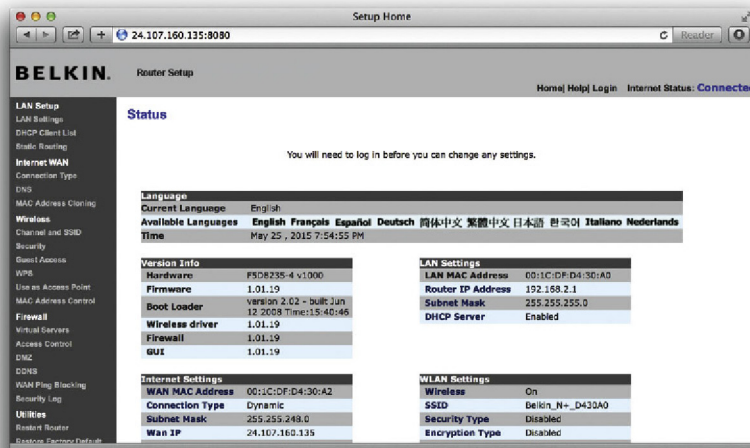 Setup Home
24.107.160.135:8080
Reader
BELKIN. Router Setup
Home| Help| Login Internet Status: Connected
LAN Setup
LAN Settings
DHCP Client List
Static Routing
Internet WAN
Connection Type
DNS
MAC Address Cloning
Wireless
Channel and SSID
Security
Guest Access
WPS
Use as Access Point
MAC Address Control
Firewall
Virtual Servers
Access Control
DMZ
DDNS
WAN Ping Blocking
Security Log
Utilities
Restart Router
Restore Factory Default
Status
You will need to log in before you can change any settings.
Language
Current Language English
Available Languages English Français Español Deutsch 简体中文 繁體中文 日本語 한국어 Italiano Nederlands
Time May 25 , 2015 7:54:55 PM
Version Info
Hardware F5D8235-4 v1000
Firmware 1.01.19
Boot Loader version 2.02 - built Jun 12 2008 Time:15:40:46
Wireless driver 1.01.19
Firewall 1.01.19
GUI 1.01.19
LAN Settings
LAN MAC Address 00:1C:DF:D4:30:A0
Router IP Address 192.168.2.1
Subnet Mask 255.255.255.0
DHCP Server Enabled
Internet Settings
WAN MAC Address 00:1C:DF:D4:30:A2
Connection Type Dynamic
Subnet Mask 255.255.248.0
Wan IP 24.107.160.135
WLAN Settings
Wireless On
SSID Belkin_N+_D430A0
Security Type Disabled
Encryption Type Disabled